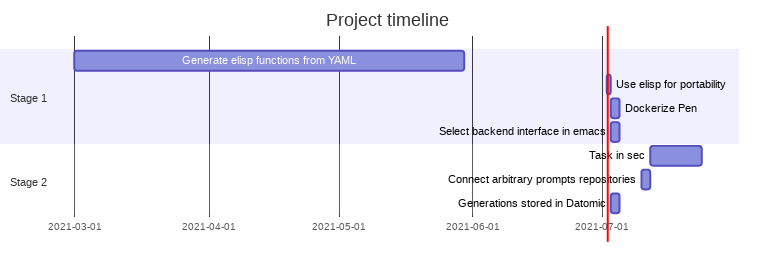 Project timeline
Generate elisp functions from YAML
Use elisp for portability
Stage 1
Dockerize Pen
Select backend interface in emacs
Task in sec
Connect arbitrary prompts repositories
Stage 2
Generations stored in Datomic
2021-03-01 2021-04-01 2021-05-01 2021-06-01 2021-07-01